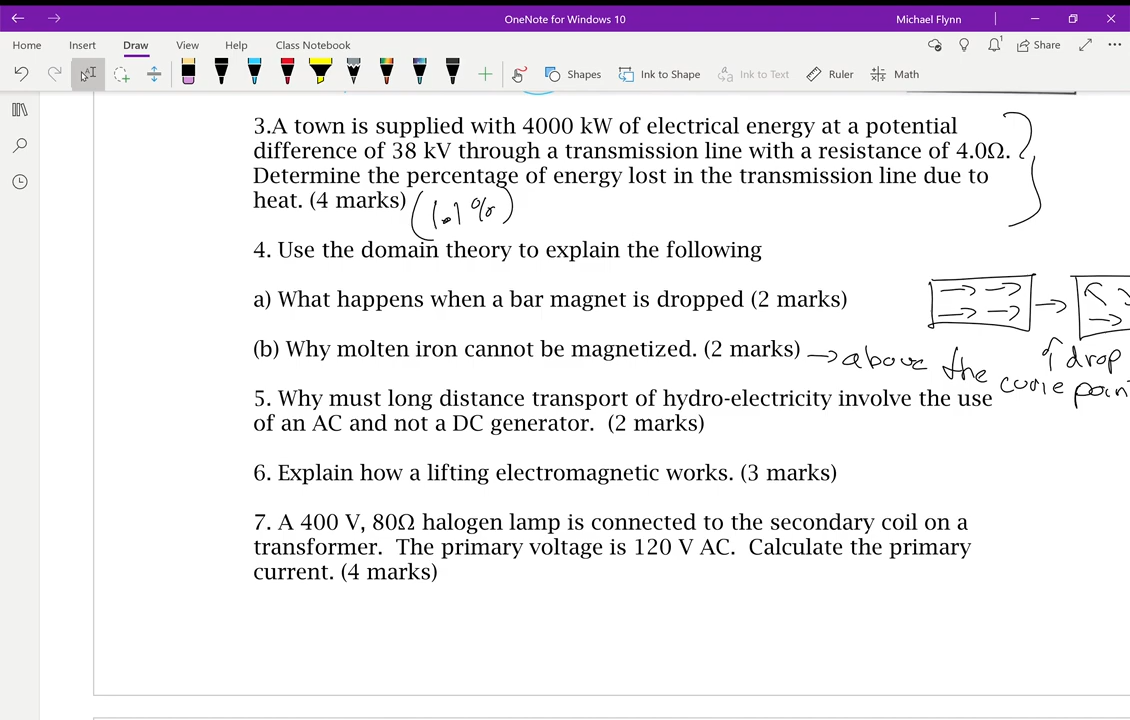 OneNote for Windows 10
Michael Flynn
Home Insert Draw View Help Class Notebook
1 Share
Shapes Ink to Shape Ink to Text Ruler Math
3.A town is supplied with 4000 kW of electrical energy at a potential
difference of 38 kV through a transmission line with a resistance of 4.0Ω.
Determine the percentage of energy lost in the transmission line due to
heat. (4 marks) (1.1 %)
4. Use the domain theory to explain the following
a) What happens when a bar magnet is dropped (2 marks)
(b) Why molten iron cannot be magnetized. (2 marks) → above the
drop
curie poin
5. Why must long distance transport of hydro-electricity involve the use
of an AC and not a DC generator. (2 marks)
6. Explain how a lifting electromagnetic works. (3 marks)
7. A 400 V, 80Ω halogen lamp is connected to the secondary coil on a
transformer. The primary voltage is 120 V AC. Calculate the primary
current. (4 marks)